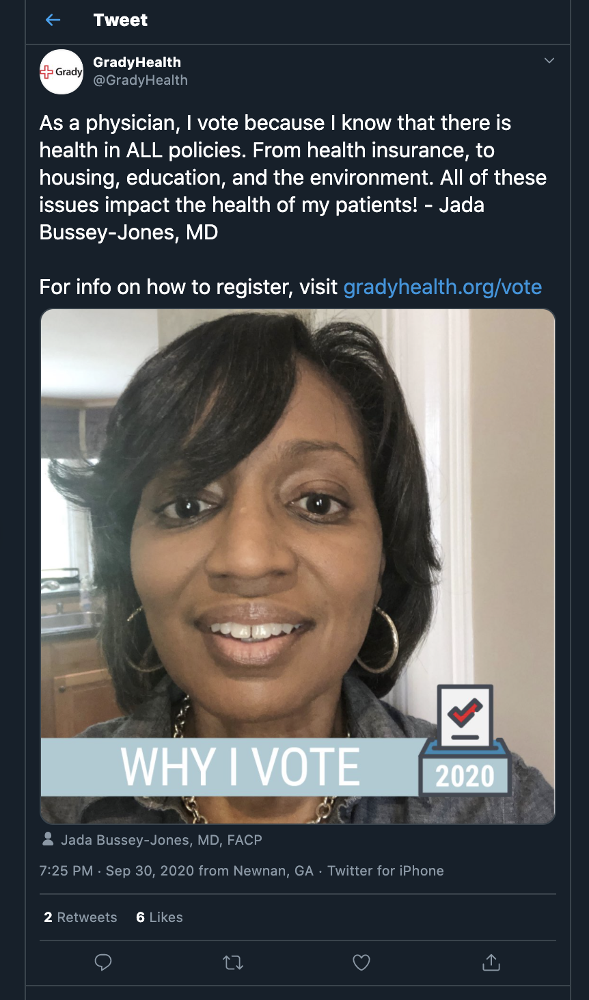 Tweet
Grady
GradyHealth
@GradyHealth
As a physician, I vote because I know that there is
health in ALL policies. From health insurance, to
housing, education, and the environment. All of these
issues impact the health of my patients! - Jada
Bussey-Jones, MD
For info on how to register, visit gradyhealth.org/vote
WHY I VOTE
2020
Jada Bussey-Jones, MD, FACP
7:25 PM · Sep 30, 2020 from Newnan, GA · Twitter for iPhone
2 Retweets 6 Likes